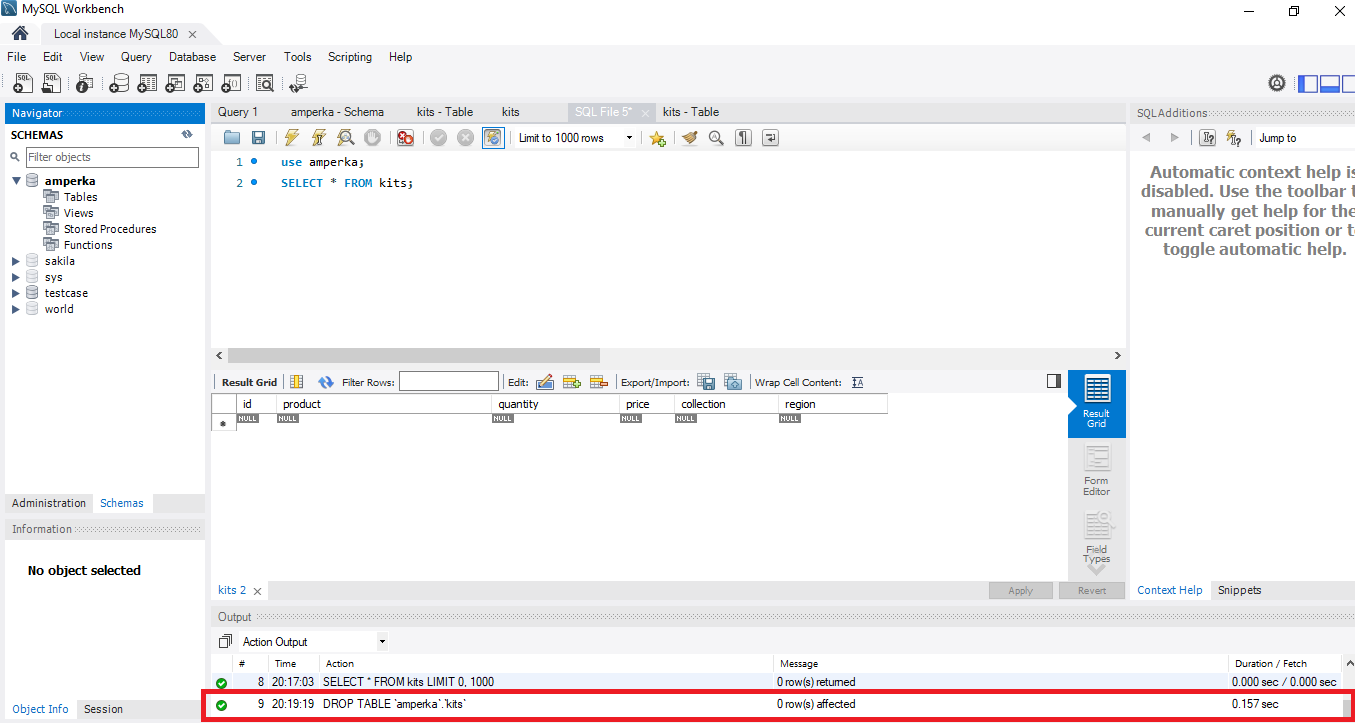 MySQL Workbench
Local instance MySQL80
File Edit View Query Database Server Tools Scripting Help
Navigator
SCHEMAS
Filter objects
amperka
Tables
Views
Stored Procedures
Functions
sakila
sys
testcase
world
Administration Schemas
Information
No object selected
Object Info Session
Query 1 amperka - Schema kits - Table kits SQL File 5* kits - Table
Limit to 1000 rows
1 use amperka;
2 SELECT * FROM kits;
Result Grid Filter Rows: Edit: Export/Import: Wrap Cell Content:
id product quantity price collection region
NULL NULL NULL NULL NULL NULL
Result
Grid
Form
Editor
Field
Types
kits 2 Apply Revert
SQLAdditions
Jump to
Automatic context help is
disabled. Use the toolbar t
manually get help for the
current caret position or t
toggle automatic help.
Context Help Snippets
Output
Action Output
# Time Action Message Duration / Fetch
8 20:17:03 SELECT * FROM kits LIMIT 0, 1000 0 row(s) returned 0.000 sec / 0.000 sec
9 20:19:19 DROP TABLE `amperka`.`kits` 0 row(s) affected 0.157 sec